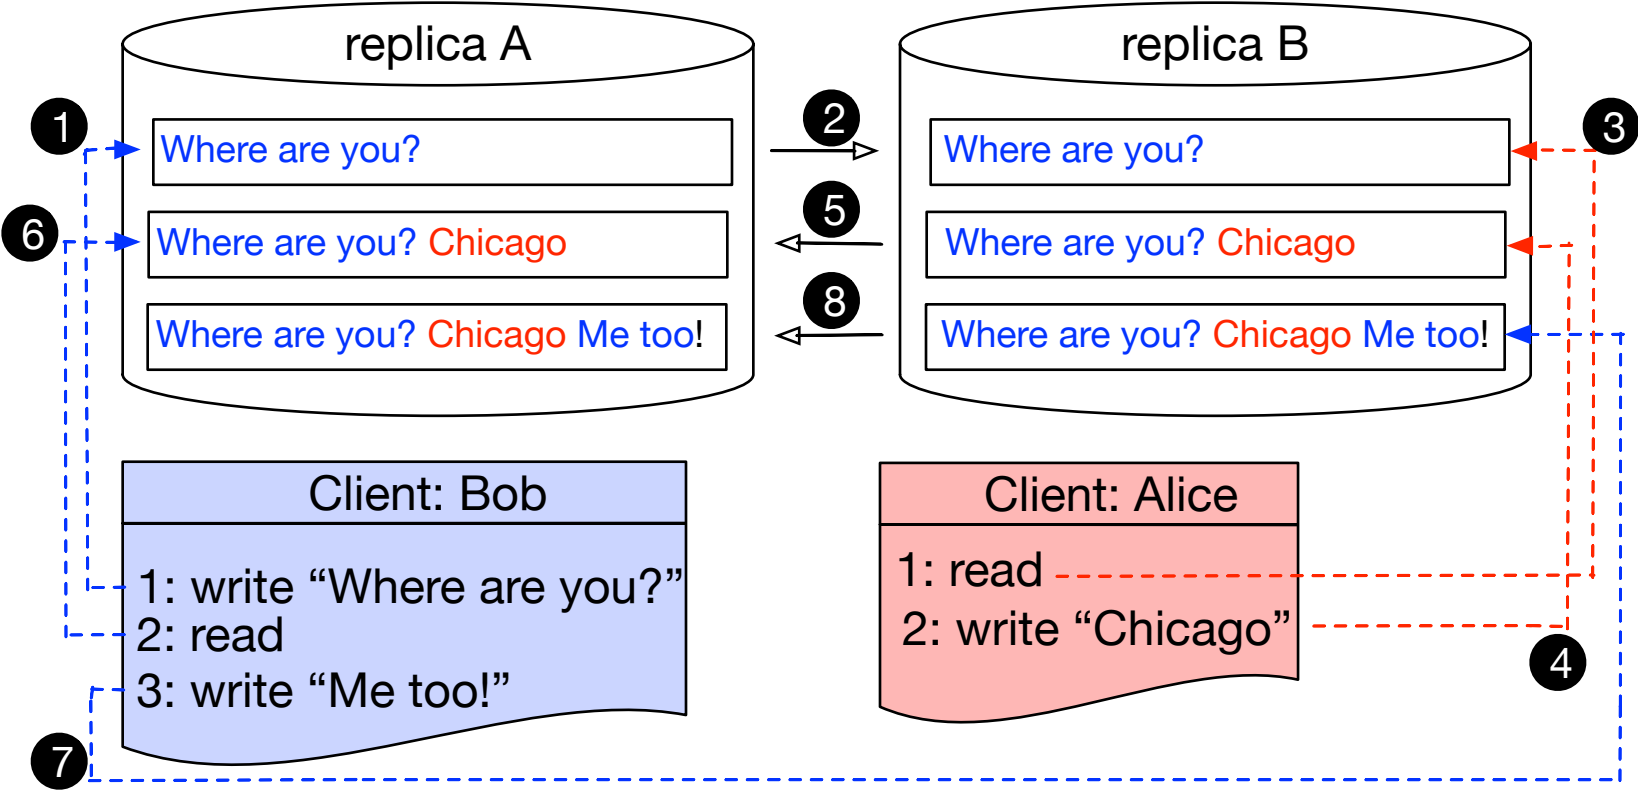 replica A
replica B
1
Where are you?
2
Where are you?
3
6
Where are you? Chicago
5
Where are you? Chicago
Where are you? Chicago Me too!
8
Where are you? Chicago Me too!
Client: Bob
1: write “Where are you?”
2: read
3: write “Me too!”
Client: Alice
1: read
2: write “Chicago”
4
7